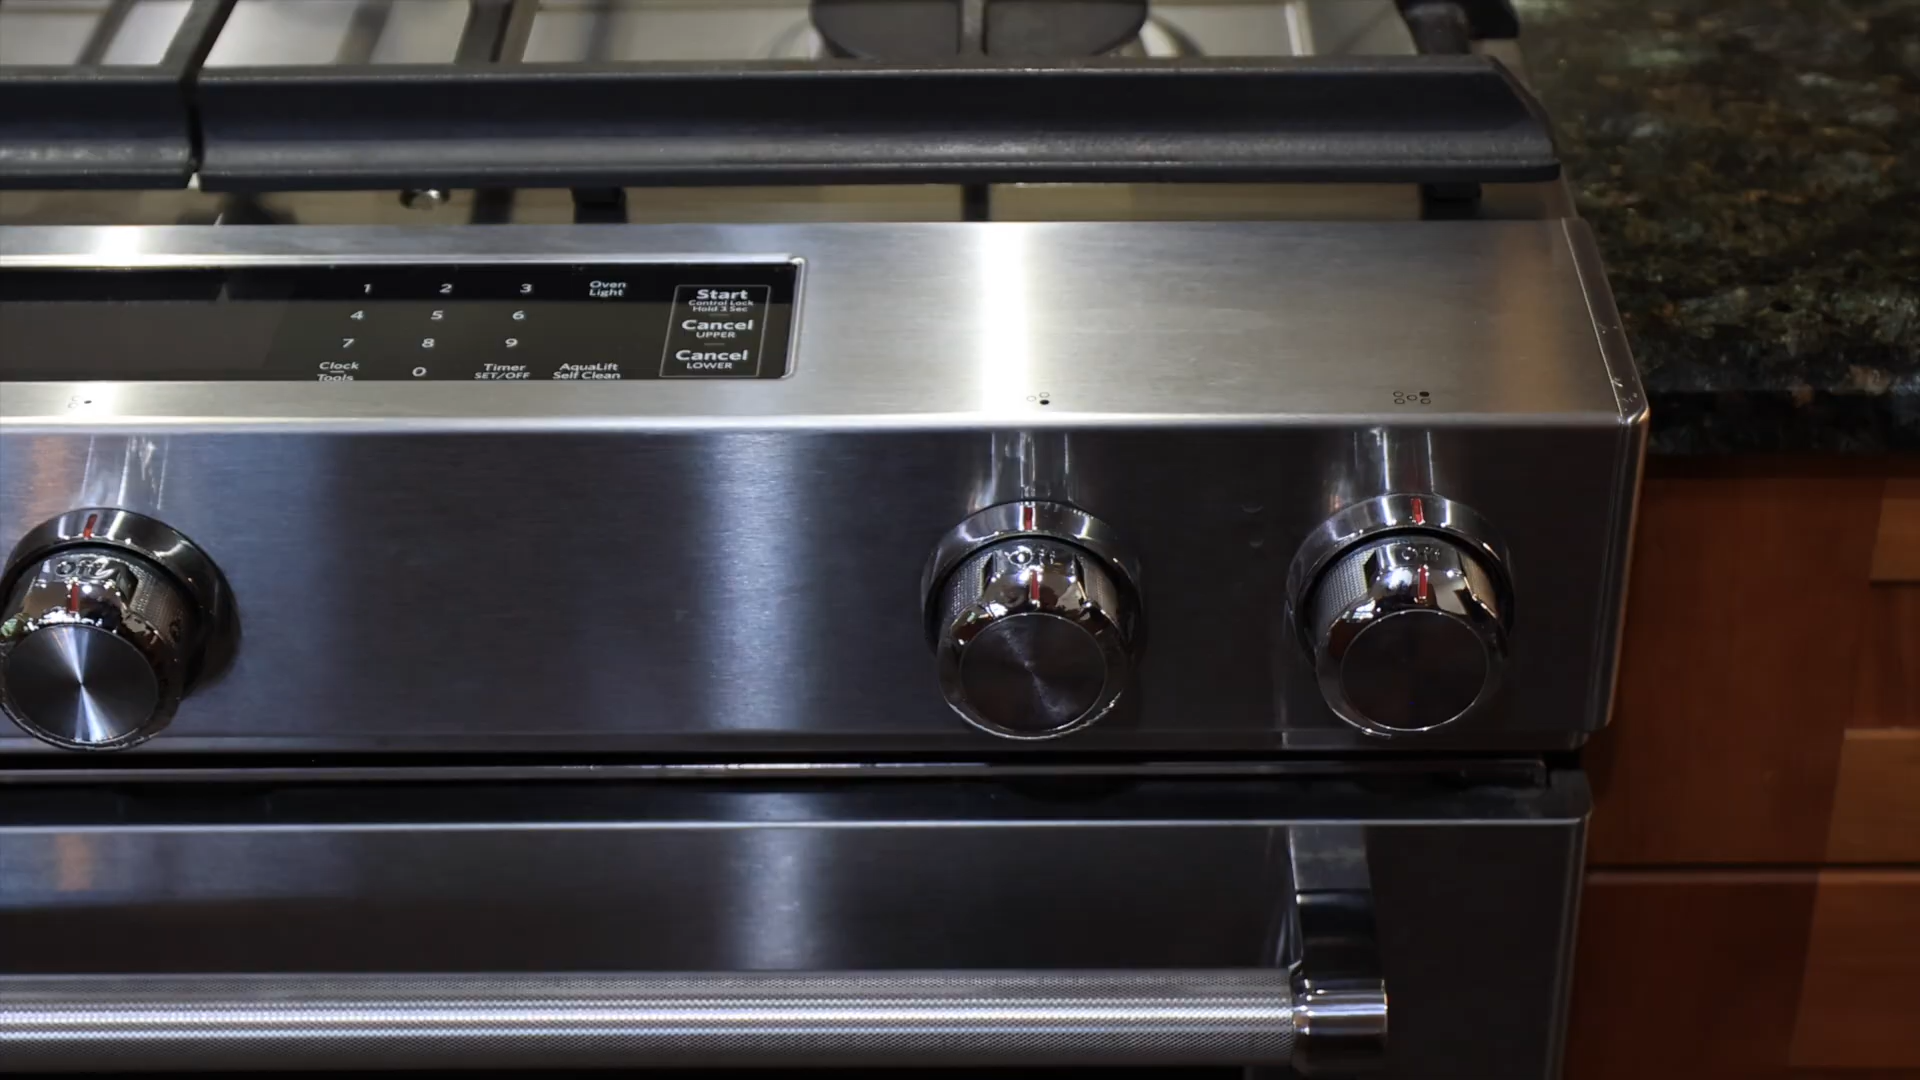 1 2 3 Oven Light
4 5 6
7 8 9
Clock Tools 0 Timer SET/OFF AquaLift Self Clean
Start
Control Lock
Hold 3 Sec
Cancel
UPPER
Cancel
LOWER
Off Off Off